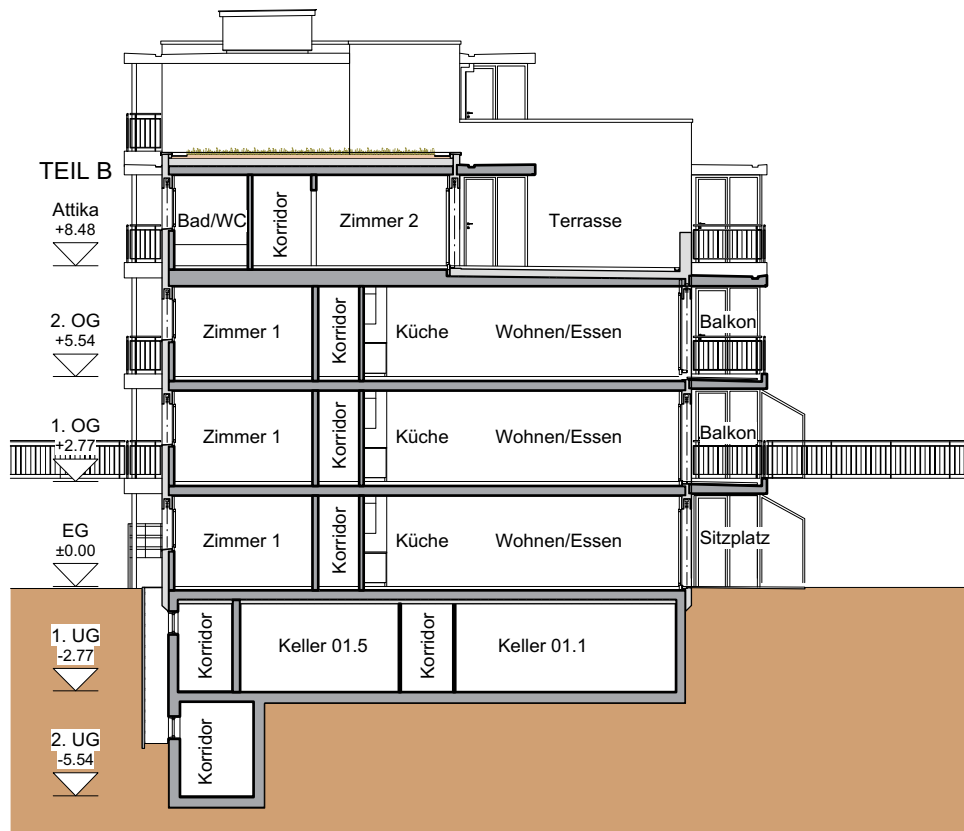 TEIL B
Attika
+8.48
Bad/WC
Korridor
Zimmer 2
Terrasse
2. OG
+5.54
Zimmer 1
Korridor
Küche
Wohnen/Essen
Balkon
1. OG
+2.77
Zimmer 1
Korridor
Küche
Wohnen/Essen
Balkon
EG
±0.00
Zimmer 1
Korridor
Küche
Wohnen/Essen
Sitzplatz
1. UG
-2.77
Korridor
Keller 01.5
Korridor
Keller 01.1
2. UG
-5.54
Korridor